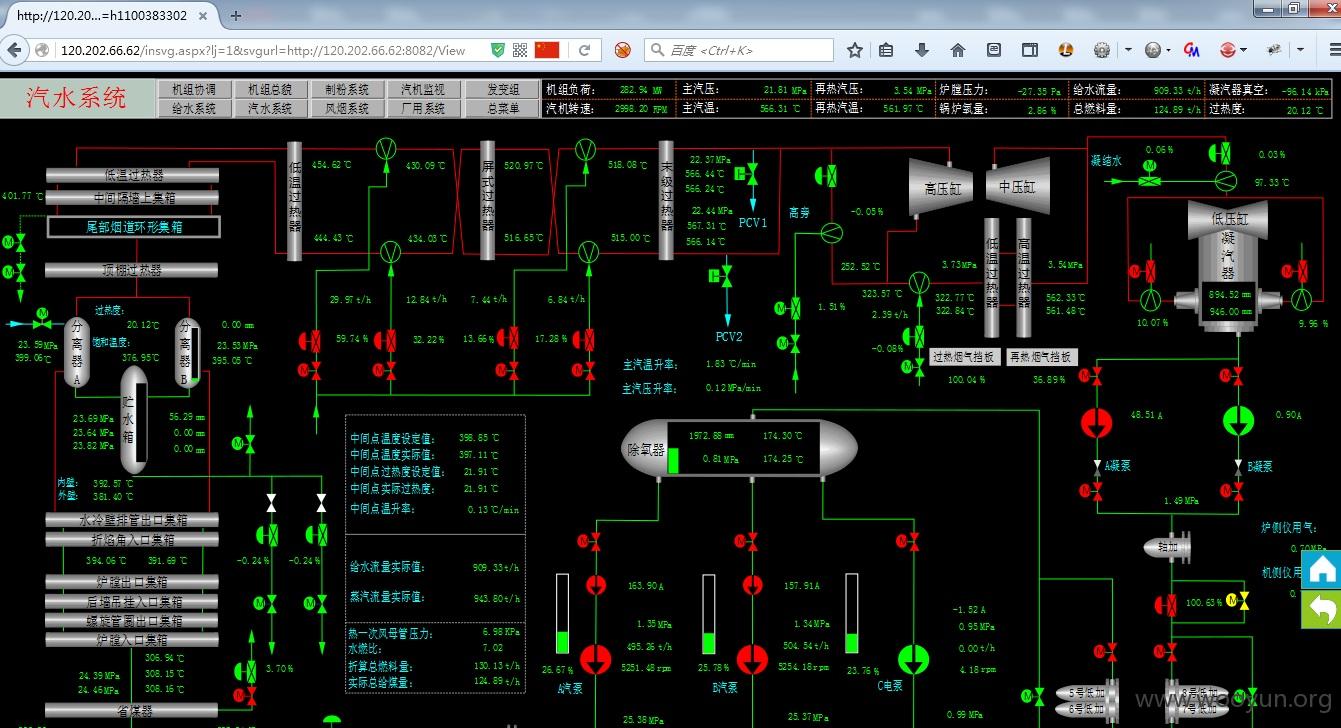 http://120.20...=h1100383302
120.202.66.62/insvg.aspx?lj=1&svgurl=http://120.202.66.62:8082/View
百度 <Ctrl+K>
汽水系统
机组协调 机组总貌 制粉系统 汽机监视 发变组
给水系统 汽水系统 风烟系统 厂用系统 总菜单
机组负荷: 282.94 MW 主汽压: 21.81 MPa 再热汽压: 3.54 MPa 炉膛压力: -27.35 Pa 给水流量: 909.33 t/h 凝汽器真空: -96.14 kPa
汽机转速: 2998.20 RPM 主汽温: 566.31 ℃ 再热汽温: 561.97 ℃ 锅炉氧量: 2.86 % 总燃料量: 124.89 t/h 过热度: 20.12 ℃
低温过热器
401.77 ℃
中间隔墙上集箱
尾部烟道环形集箱
顶棚过热器
低温过热器
454.62 ℃
430.09 ℃
444.43 ℃
434.03 ℃
屏式过热器
520.97 ℃
518.08 ℃
516.65 ℃
515.00 ℃
末级过热器
22.37 MPa
566.44 ℃
566.24 ℃
22.44 MPa
567.31 ℃
566.14 ℃
PCV1
PCV2
高旁
-0.05 %
252.52 ℃
1.51 %
高压缸
中压缸
凝结水
0.06 %
0.03 %
97.33 ℃
低压缸
凝汽器
894.52 mm
946.00 mm
10.07 %
9.96 %
低温过热器
高温过热器
3.73 MPa
3.54 MPa
323.57 ℃
322.77 ℃
322.84 ℃
562.33 ℃
561.48 ℃
2.39 t/h
-0.08 %
过热烟气挡板
再热烟气挡板
100.04 %
36.89 %
29.97 t/h
12.84 t/h
7.44 t/h
6.84 t/h
59.74 %
32.22 %
13.66 %
17.28 %
主汽温升率: 1.83 ℃/min
主汽压升率: 0.12 MPa/min
过热度:
20.12 ℃
饱和温度:
376.95 ℃
分离器 A
23.59 MPa
399.06 ℃
分离器 B
0.00 mm
23.53 MPa
395.05 ℃
贮水箱
23.69 MPa
23.64 MPa
23.82 MPa
56.29 mm
0.00 mm
0.00 mm
内壁: 392.57 ℃
外壁: 381.40 ℃
水冷壁排管出口集箱
折焰角入口集箱
394.06 ℃ 391.69 ℃
炉膛出口集箱
后墙吊挂入口集箱
螺旋管圈出口集箱
炉膛入口集箱
306.94 ℃
308.15 ℃
308.16 ℃
24.39 MPa
24.46 MPa
省煤器
-0.24 %
-0.24 %
3.70 %
中间点温度设定值: 398.85 ℃
中间点温度实际值: 397.11 ℃
中间点过热度设定值: 21.91 ℃
中间点实际过热度: 21.91 ℃
中间点温升率: 0.13 ℃/min
给水流量实际值: 909.33 t/h
蒸汽流量实际值: 943.80 t/h
热一次风母管压力: 6.98 KPa
水燃比: 7.02
折算总燃料量: 130.13 t/h
实际总给煤量: 124.89 t/h
除氧器
1972.88 mm 174.30 ℃
0.81 MPa 174.25 ℃
163.90 A
1.35 MPa
495.26 t/h
5251.48 rpm
26.67 %
A汽泵
25.38 MPa
157.91 A
1.34 MPa
504.54 t/h
5254.18 rpm
25.78 %
B汽泵
25.37 MPa
23.76 %
C电泵
-1.52 A
0.95 MPa
0.00 t/h
4.18 rpm
0.99 MPa
48.51 A
0.90 A
A凝泵
B凝泵
1.49 MPa
轴加
炉侧仪用气:
0.70 MPa
机侧仪用
0.
100.63 %
5号低加
6号低加
8号低加
7号低加
www.wooyun.org